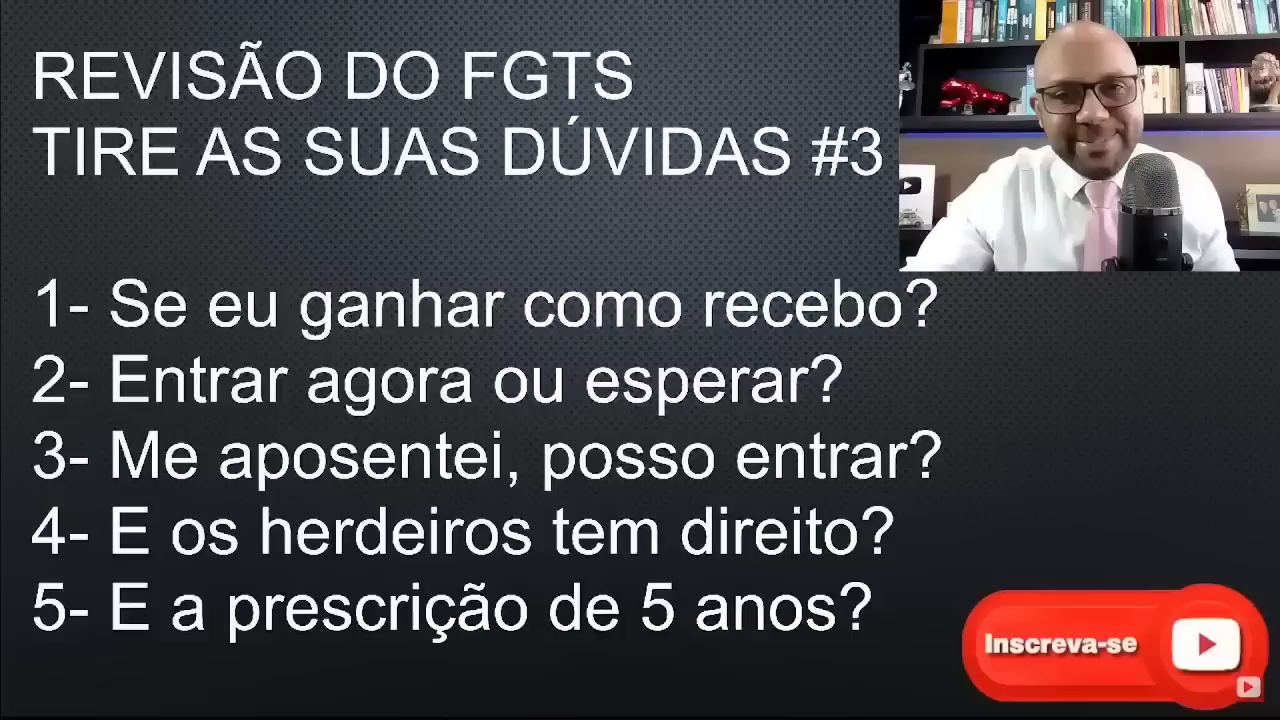 REVISÃO DO FGTS
TIRE AS SUAS DÚVIDAS #3
1- Se eu ganhar como recebo?
2- Entrar agora ou esperar?
3- Me aposentei, posso entrar?
4- E os herdeiros tem direito?
5- E a prescrição de 5 anos?
Inscreva-se